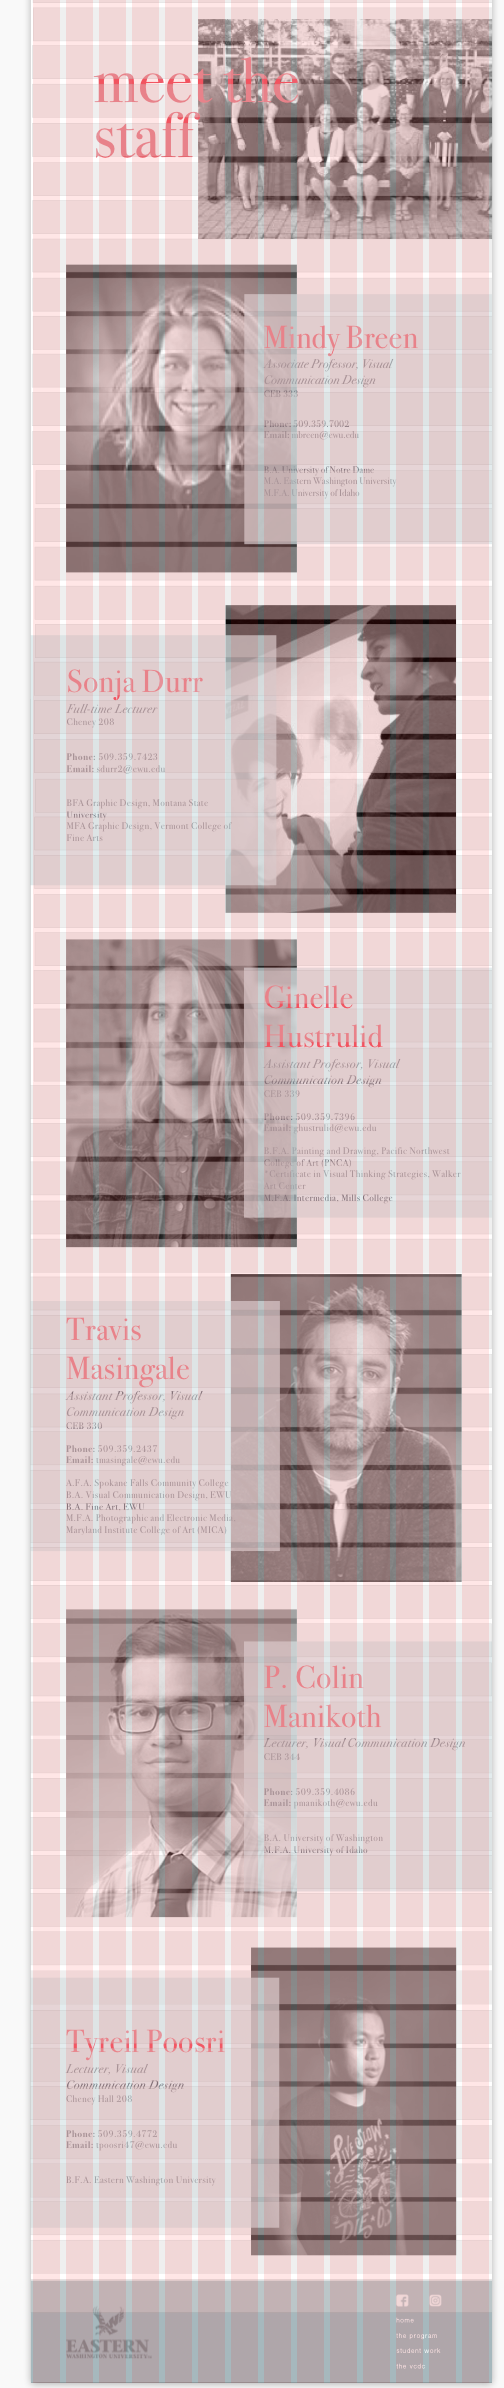 meet the
staff
Mindy Breen
Associate Professor, Visual
Communication Design
CEB 333
Phone: 509.359.7002
Email: mbreen@ewu.edu
B.A. University of Notre Dame
M.A. Eastern Washington University
M.F.A. University of Idaho
Sonja Durr
Full-time Lecturer
Cheney 208
Phone: 509.359.7423
Email: sdurr2@ewu.edu
BFA Graphic Design, Montana State
University
MFA Graphic Design, Vermont College of
Fine Arts
Ginelle
Hustrulid
Assistant Professor, Visual
Communication Design
CEB 339
Phone: 509.359.7396
Email: ghustrulid@ewu.edu
B.F.A. Painting and Drawing, Pacific Northwest
College of Art (PNCA)
*Certificate in Visual Thinking Strategies, Walker
Art Center
M.F.A. Intermedia, Mills College
Travis
Masingale
Assistant Professor, Visual
Communication Design
CEB 330
Phone: 509.359.2437
Email: tmasingale@ewu.edu
A.F.A. Spokane Falls Community College
B.A. Visual Communication Design, EWU
B.A. Fine Art, EWU
M.F.A. Photographic and Electronic Media,
Maryland Institute College of Art (MICA)
P. Colin
Manikoth
Lecturer, Visual Communication Design
CEB 344
Phone: 509.359.4086
Email: pmanikoth@ewu.edu
B.A. University of Washington
M.F.A. University of Idaho
Tyreil Poosri
Lecturer, Visual
Communication Design
Cheney Hall 208
Phone: 509.359.4772
Email: tpoosri47@ewu.edu
B.F.A. Eastern Washington University
LIVE SLOW
DIE OLD
home
the program
student work
the vcdo
EASTERN
WASHINGTON UNIVERSITY